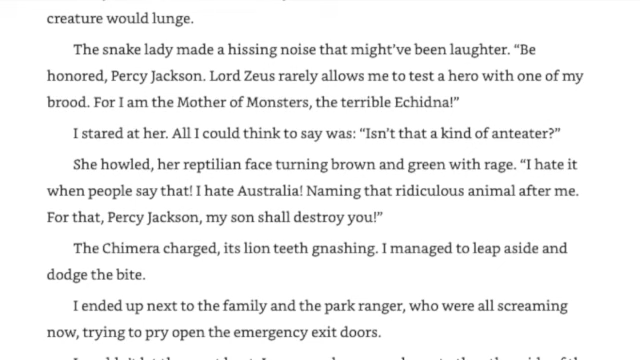 creature would lunge.
The snake lady made a hissing noise that might’ve been laughter. “Be
honored, Percy Jackson. Lord Zeus rarely allows me to test a hero with one of my
brood. For I am the Mother of Monsters, the terrible Echidna!”
I stared at her. All I could think to say was: “Isn’t that a kind of anteater?”
She howled, her reptilian face turning brown and green with rage. “I hate it
when people say that! I hate Australia! Naming that ridiculous animal after me.
For that, Percy Jackson, my son shall destroy you!”
The Chimera charged, its lion teeth gnashing. I managed to leap aside and
dodge the bite.
I ended up next to the family and the park ranger, who were all screaming
now, trying to pry open the emergency exit doors.